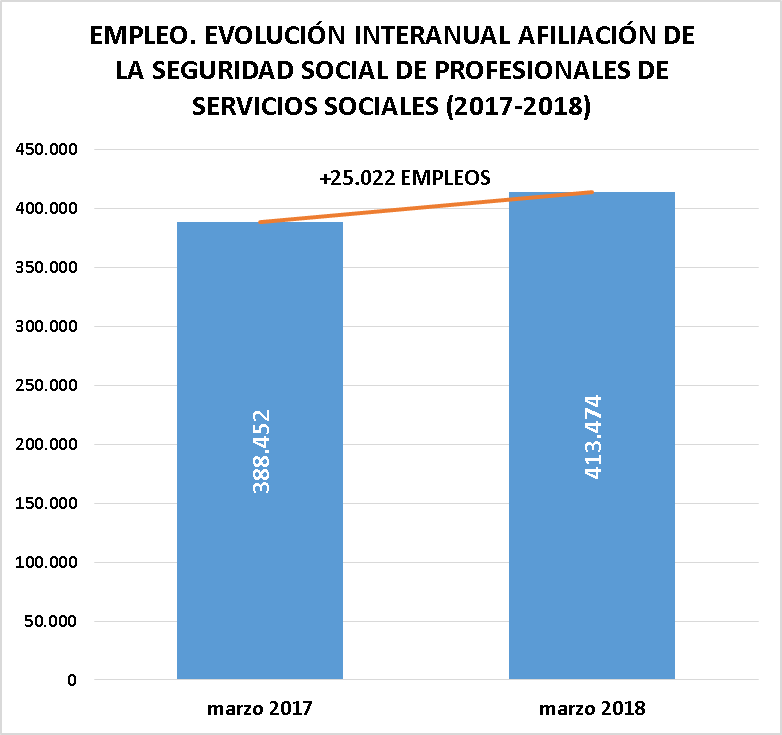 EMPLEO. EVOLUCIÓN INTERANUAL AFILIACIÓN DE
LA SEGURIDAD SOCIAL DE PROFESIONALES DE
SERVICIOS SOCIALES (2017-2018)
450.000
+25.022 EMPLEOS
400.000
350.000
300.000
250.000
200.000
150.000
100.000
50.000
0
388.452
413.474
marzo 2017
marzo 2018